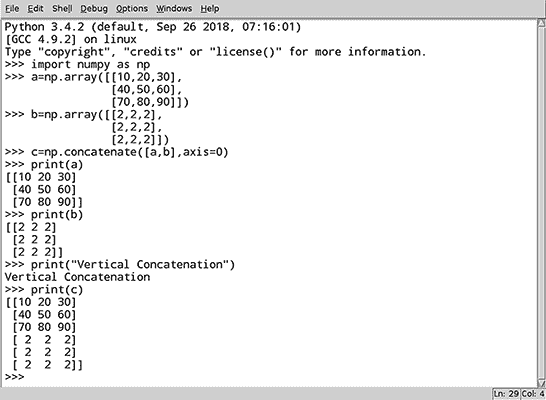 File Edit Shell Debug Options Windows Help
Python 3.4.2 (default, Sep 26 2018, 07:16:01)
[GCC 4.9.2] on linux
Type "copyright", "credits" or "license()" for more information.
>>> import numpy as np
>>> a=np.array([[10,20,30],
[40,50,60],
[70,80,90]])
>>> b=np.array([[2,2,2],
[2,2,2],
[2,2,2]])
>>> c=np.concatenate([a,b],axis=0)
>>> print(a)
[[10 20 30]
[40 50 60]
[70 80 90]]
>>> print(b)
[[2 2 2]
[2 2 2]
[2 2 2]]
>>> print("Vertical Concatenation")
Vertical Concatenation
>>> print(c)
[[10 20 30]
[40 50 60]
[70 80 90]
[ 2  2  2]
[ 2  2  2]
[ 2  2  2]]
>>>
Ln: 29 Col: 4